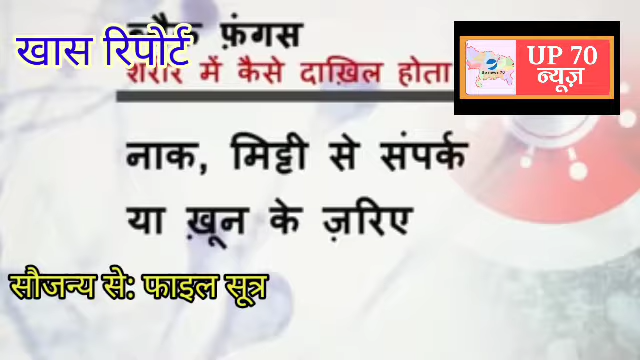 खास रिपोर्ट
ब्लैक फ़ंगस
शरीर में कैसे दाख़िल होता
UP 70
न्यूज़
नाक, मिट्टी से संपर्क
या ख़ून के ज़रिए
सौजन्य से: फाइल सूत्र